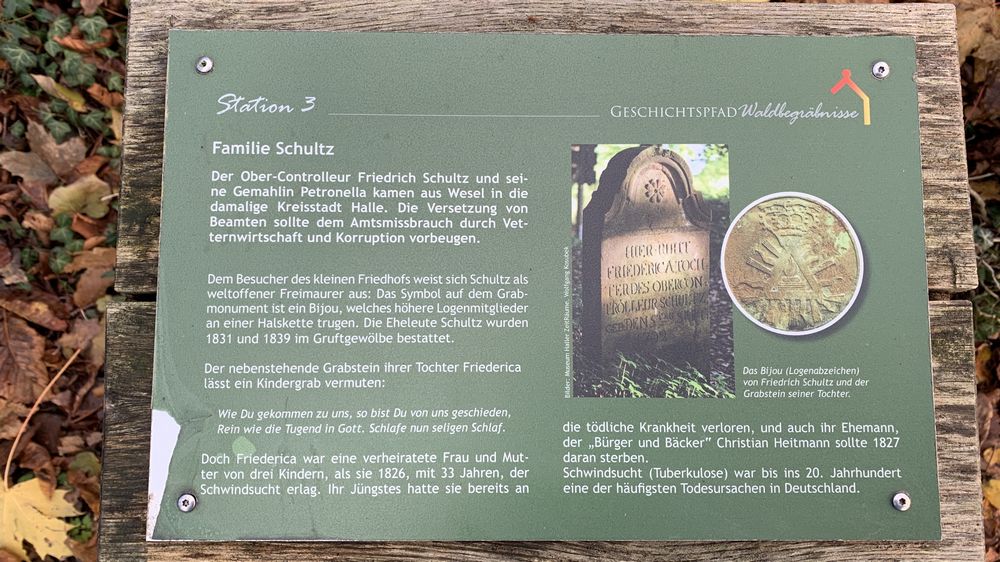 Station 3
GESCHICHTSPFAD Waldbegräbnisse
Familie Schultz
Der Ober-Controlleur Friedrich Schultz und sei-
ne Gemahlin Petronella kamen aus Wesel in die
damalige Kreisstadt Halle. Die Versetzung von
Beamten sollte dem Amtsmissbrauch durch Vet-
ternwirtschaft und Korruption vorbeugen.
Dem Besucher des kleinen Friedhofs weist sich Schultz als
weltoffener Freimaurer aus: Das Symbol auf dem Grab-
monument ist ein Bijou, welches höhere Logenmitglieder
an einer Halskette trugen. Die Eheleute Schultz wurden
1831 und 1839 im Gruftgewölbe bestattet.
Der nebenstehende Grabstein ihrer Tochter Friederica
lässt ein Kindergrab vermuten:
Wie Du gekommen zu uns, so bist Du von uns geschieden,
Rein wie die Tugend in Gott. Schlafe nun seligen Schlaf.
Doch Friederica war eine verheiratete Frau und Mut-
ter von drei Kindern, als sie 1826, mit 33 Jahren, der
Schwindsucht erlag. Ihr Jüngstes hatte sie bereits an
HIER RUHT
FRIEDERICA TOCH
TER DES OBERCON
TROLLEUR SCHULTZ
Bilder: Museum Haller ZeitRäume, Wolfgang Kosubek
Das Bijou (Logenabzeichen)
von Friedrich Schultz und der
Grabstein seiner Tochter.
die tödliche Krankheit verloren, und auch ihr Ehemann,
der „Bürger und Bäcker" Christian Heitmann sollte 1827
daran sterben.
Schwindsucht (Tuberkulose) war bis ins 20. Jahrhundert
eine der häufigsten Todesursachen in Deutschland.